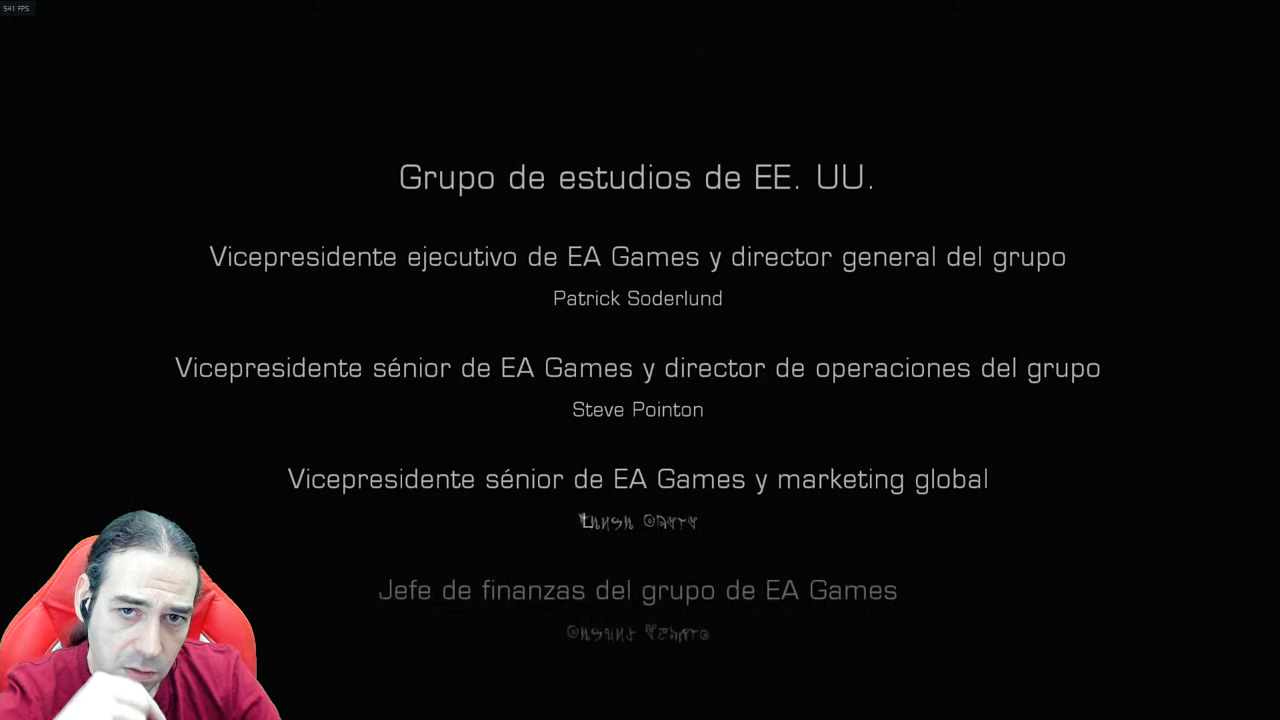 541 FPS
Grupo de estudios de EE. UU.
Vicepresidente ejecutivo de EA Games y director general del grupo
Patrick Soderlund
Vicepresidente sénior de EA Games y director de operaciones del grupo
Steve Pointon
Vicepresidente sénior de EA Games y marketing global
Jefe de finanzas del grupo de EA Games